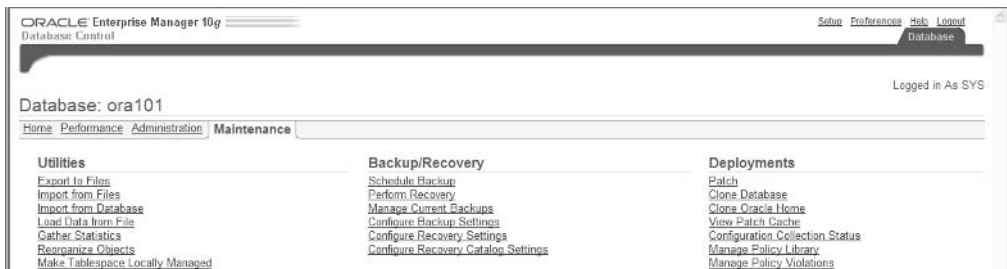 ORACLE Enterprise Manager 10g
Database Control
Setup Preferences Help Logout
Database
Logged in As SYS
Database: ora101
Home Performance Administration Maintenance
Utilities
Export to Files
Import from Files
Import from Database
Load Data from File
Gather Statistics
Reorganize Objects
Make Tablespace Locally Managed
Backup/Recovery
Schedule Backup
Perform Recovery
Manage Current Backups
Configure Backup Settings
Configure Recovery Settings
Configure Recovery Catalog Settings
Deployments
Patch
Clone Database
Clone Oracle Home
View Patch Cache
Configuration Collection Status
Manage Policy Library
Manage Policy Violations